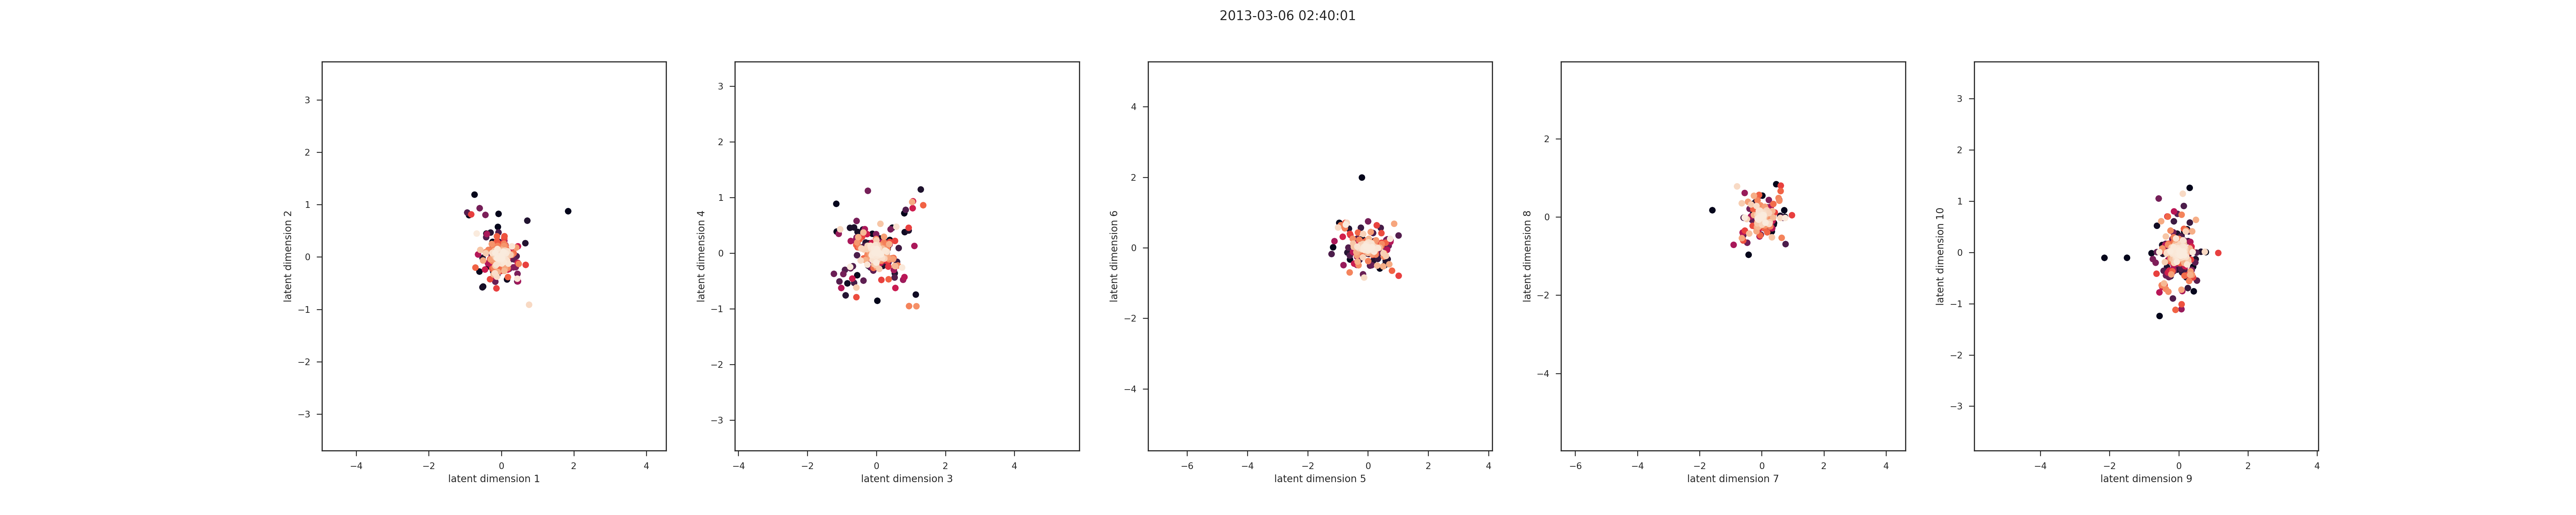 2013-03-06 02:40:01
latent dimension 2
3
2
1
0
−1
−2
−3
−4 −2 0 2 4
latent dimension 1
latent dimension 4
3
2
1
0
−1
−2
−3
−4 −2 0 2 4
latent dimension 3
latent dimension 6
4
2
0
−2
−4
−6 −4 −2 0 2 4
latent dimension 5
latent dimension 8
2
0
−2
−4
−6 −4 −2 0 2 4
latent dimension 7
latent dimension 10
3
2
1
0
−1
−2
−3
−4 −2 0 2 4
latent dimension 9